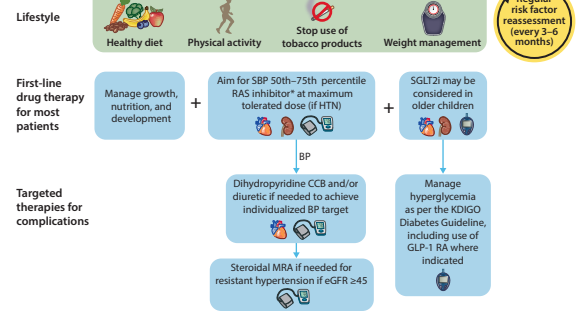 Regular
risk factor
reassessment
(every 3–6
months)
Lifestyle
Healthy diet
Physical activity
Stop use of
tobacco products
Weight management
First-line
drug therapy
for most
patients
Manage growth,
nutrition, and
development
+
Aim for SBP 50th–75th percentile
RAS inhibitor* at maximum
tolerated dose (if HTN)
+
SGLT2i may be
considered in
older children
BP
Targeted
therapies for
complications
Dihydropyridine CCB and/or
diuretic if needed to achieve
individualized BP target
Manage
hyperglycemia
as per the KDIGO
Diabetes Guideline,
including use of
GLP-1 RA where
indicated
Steroidal MRA if needed for
resistant hypertension if eGFR ≥45